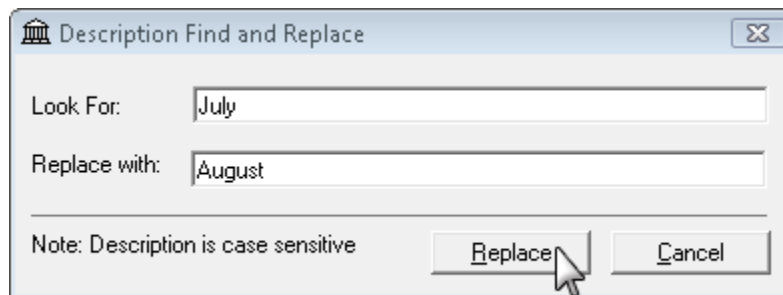 Description Find and Replace
Look For: July
Replace with: August
Note: Description is case sensitive Replace Cancel